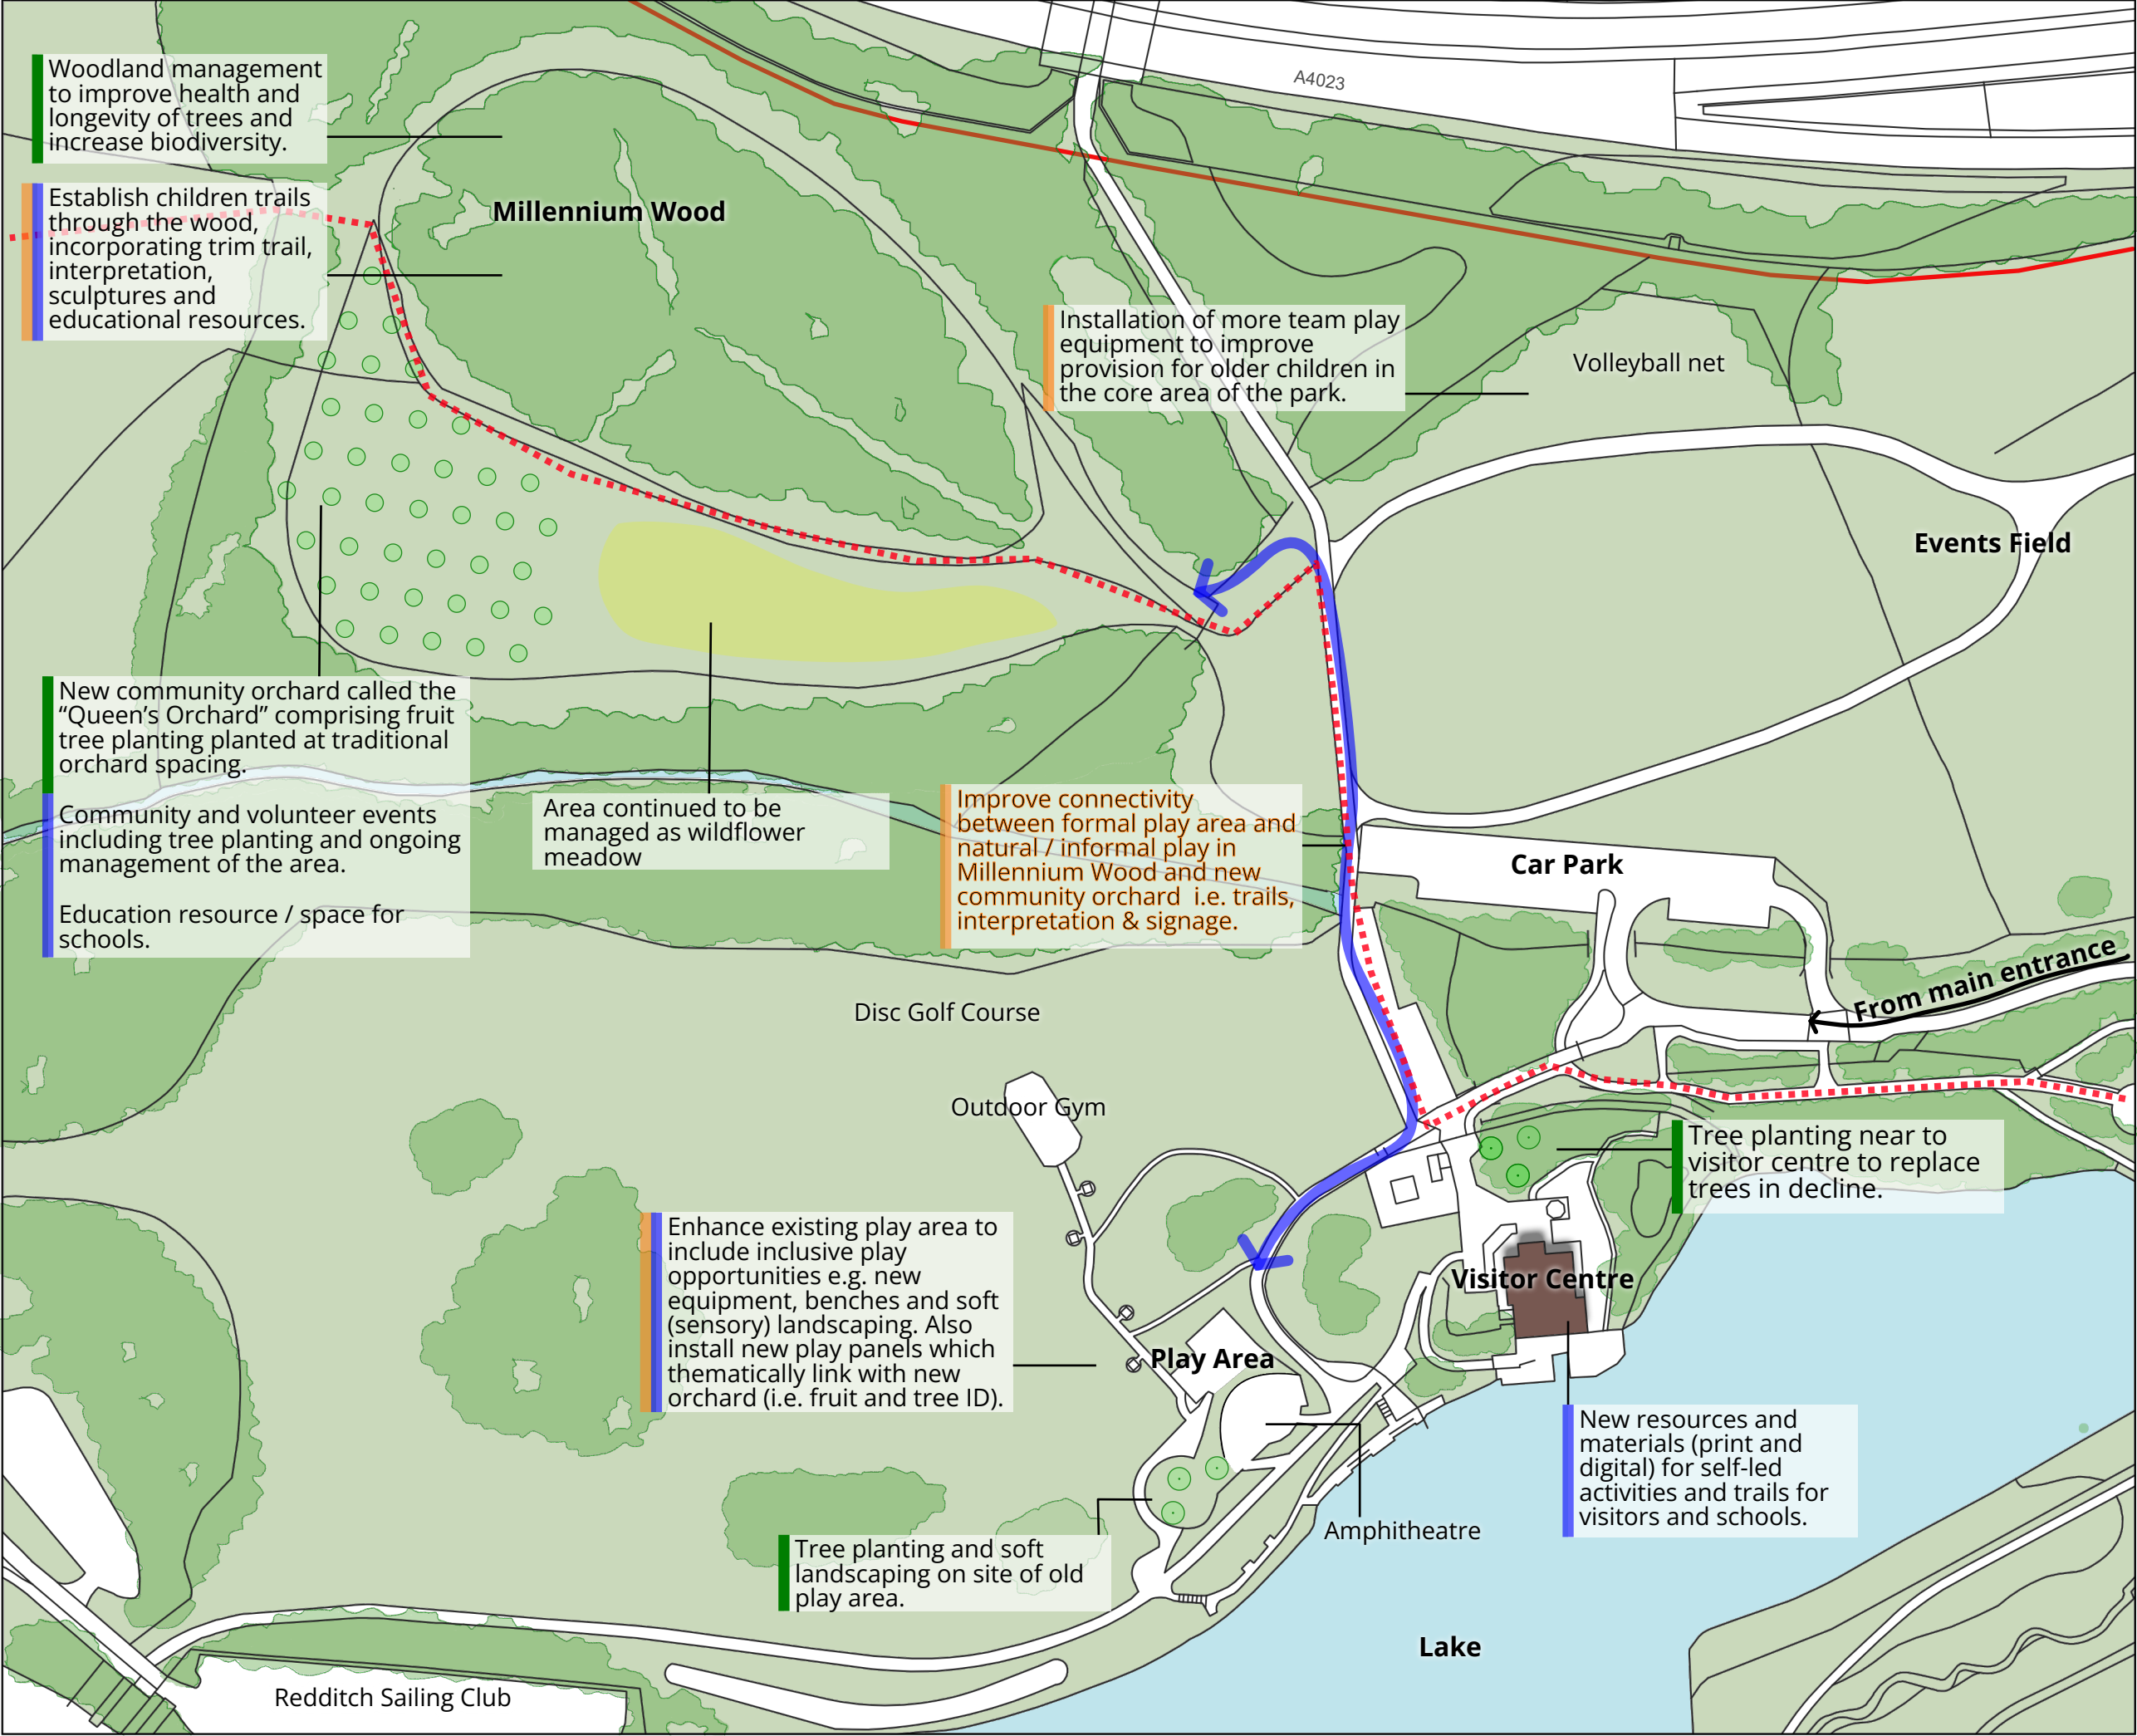 A4023
Woodland management
to improve health and
longevity of trees and
increase biodiversity.
Establish children trails
through the wood,
incorporating trim trail,
interpretation,
sculptures and
educational resources.
Millennium Wood
Installation of more team play
equipment to improve
provision for older children in
the core area of the park.
Volleyball net
Events Field
New community orchard called the
“Queen’s Orchard” comprising fruit
tree planting planted at traditional
orchard spacing.
Community and volunteer events
including tree planting and ongoing
management of the area.
Education resource / space for
schools.
Area continued to be
managed as wildflower
meadow
Improve connectivity
between formal play area and
natural / informal play in
Millennium Wood and new
community orchard i.e. trails,
interpretation & signage.
Car Park
From main entrance
Disc Golf Course
Outdoor Gym
Tree planting near to
visitor centre to replace
trees in decline.
Enhance existing play area to
include inclusive play
opportunities e.g. new
equipment, benches and soft
(sensory) landscaping. Also
install new play panels which
thematically link with new
orchard (i.e. fruit and tree ID).
Visitor Centre
Play Area
New resources and
materials (print and
digital) for self-led
activities and trails for
visitors and schools.
Amphitheatre
Tree planting and soft
landscaping on site of old
play area.
Lake
Redditch Sailing Club